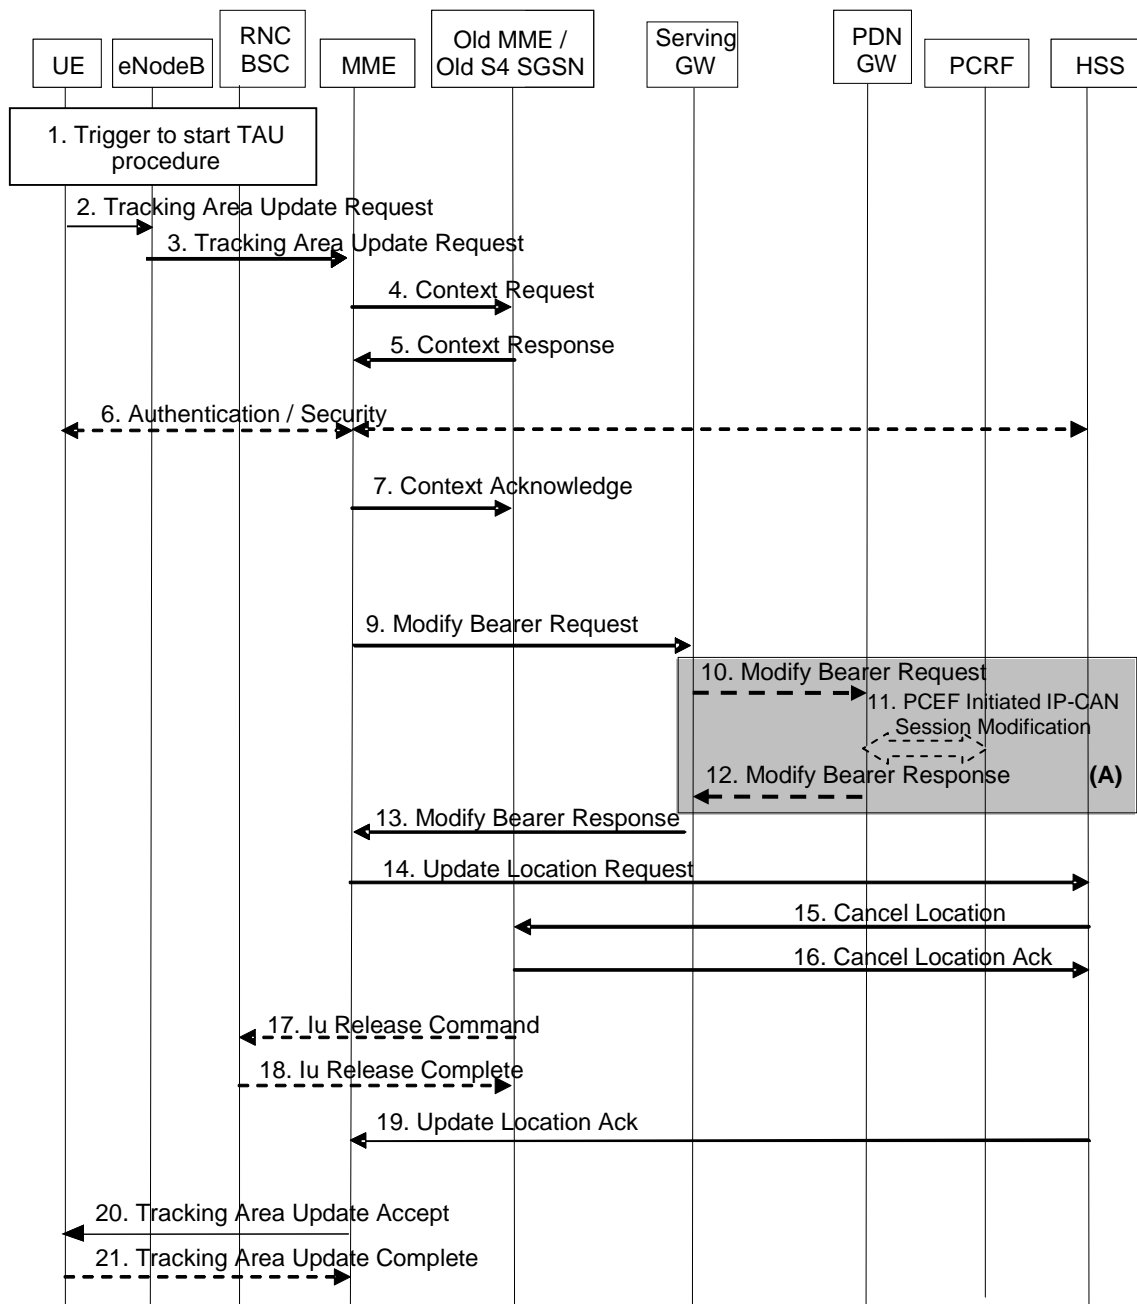 UE
eNodeB
RNC
BSC
MME
Old MME /
Old S4 SGSN
Serving
GW
PDN
GW
PCRF
HSS
1. Trigger to start TAU
procedure
2. Tracking Area Update Request
3. Tracking Area Update Request
4. Context Request
5. Context Response
6. Authentication / Security
7. Context Acknowledge
9. Modify Bearer Request
10. Modify Bearer Request
11. PCEF Initiated IP-CAN
Session Modification
12. Modify Bearer Response
(A)
13. Modify Bearer Response
14. Update Location Request
15. Cancel Location
16. Cancel Location Ack
17. Iu Release Command
18. Iu Release Complete
19. Update Location Ack
20. Tracking Area Update Accept
21. Tracking Area Update Complete